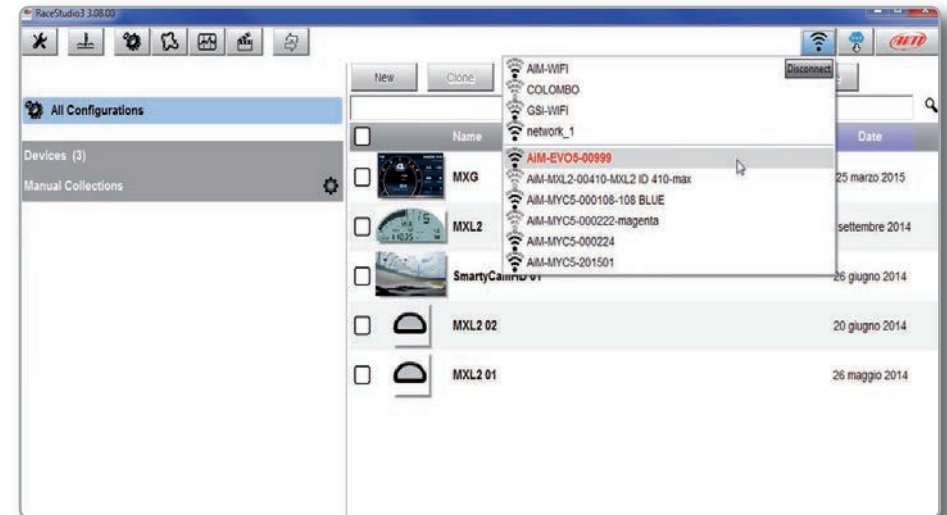 RaceStudio3 3.08.00
AiM
New Clone
Disconnect
AIM-WIFI
COLOMBO
GSI-WIFI
network_1
AiM-EVO5-00999
AiM-MXL2-00410-MXL2 ID 410-max
AiM-MYC5-000108-108 BLUE
AiM-MYC5-000222-magenta
AiM-MYC5-000224
AiM-MYC5-201501
All Configurations
Devices (3)
Manual Collections
Name Date
MXG 25 marzo 2015
MXL2 settembre 2014
26 giugno 2014
MXL2 02 20 giugno 2014
MXL2 01 26 maggio 2014